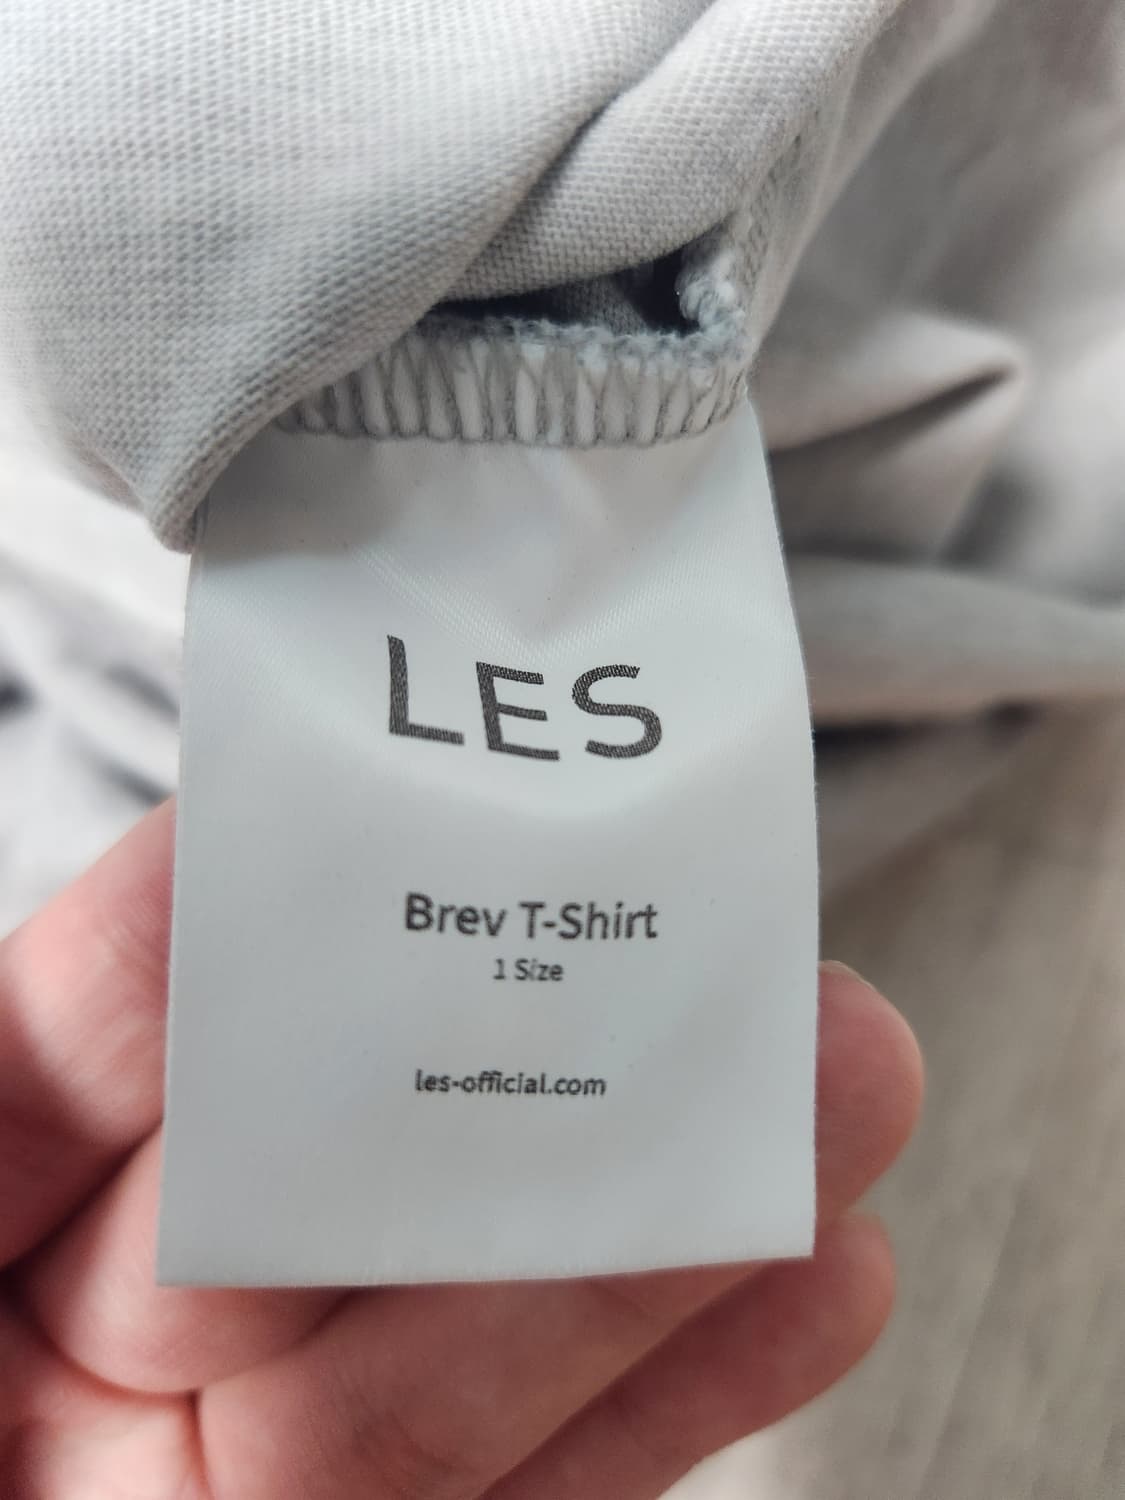 LES
Brev T-Shirt
1 Size
les-official.com